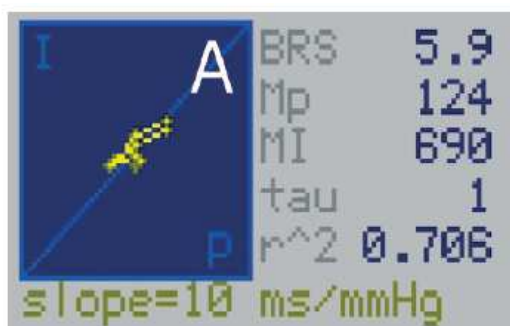 I A BRS 5.9
Mp 124
MI 690
tau 1
p r^2 0.706
slope=10 ms/mmHg